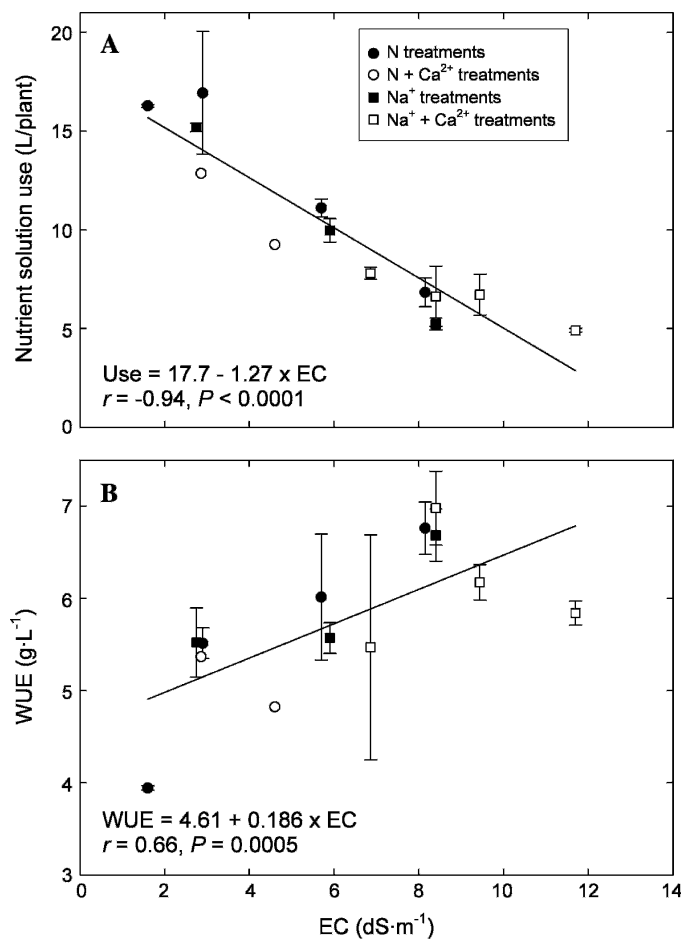 A
N treatments
N + Ca²⁺ treatments
Na⁺ treatments
Na⁺ + Ca²⁺ treatments
20
15
10
5
0
Nutrient solution use (L/plant)
Use = 17.7 - 1.27 x EC
r = -0.94, P < 0.0001
B
7
6
5
4
3
WUE (g·L⁻¹)
WUE = 4.61 + 0.186 x EC
r = 0.66, P = 0.0005
0 2 4 6 8 10 12 14
EC (dS·m⁻¹)